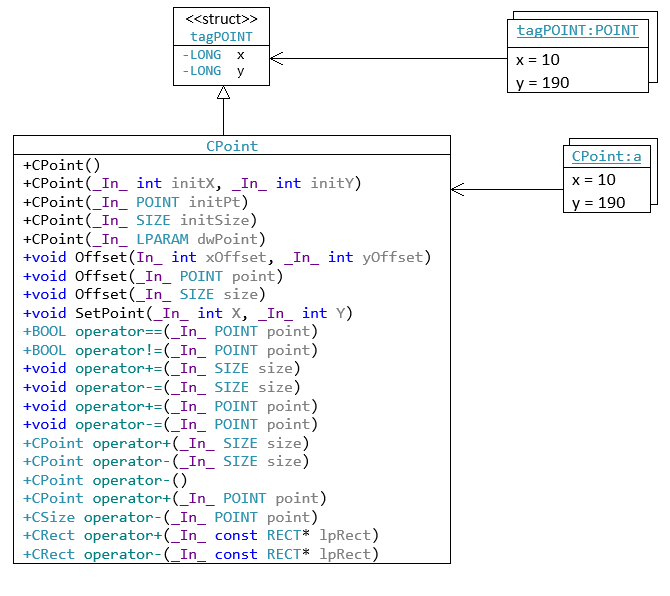 <<struct>>
tagPOINT
-LONG x
-LONG y
tagPOINT:POINT
x = 10
y = 190
CPoint
+CPoint()
+CPoint(_In_ int initX, _In_ int initY)
+CPoint(_In_ POINT initPt)
+CPoint(_In_ SIZE initSize)
+CPoint(_In_ LPARAM dwPoint)
+void Offset(In_ int xOffset, _In_ int yOffset)
+void Offset(_In_ POINT point)
+void Offset(_In_ SIZE size)
+void SetPoint(_In_ int X, _In_ int Y)
+BOOL operator==(_In_ POINT point)
+BOOL operator!=(_In_ POINT point)
+void operator+=(_In_ SIZE size)
+void operator-=(_In_ SIZE size)
+void operator+=(_In_ POINT point)
+void operator-=(_In_ POINT point)
+CPoint operator+(_In_ SIZE size)
+CPoint operator-(_In_ SIZE size)
+CPoint operator-()
+CPoint operator+(_In_ POINT point)
+CSize operator-(_In_ POINT point)
+CRect operator+(_In_ const RECT* lpRect)
+CRect operator-(_In_ const RECT* lpRect)
CPoint:a
x = 10
y = 190